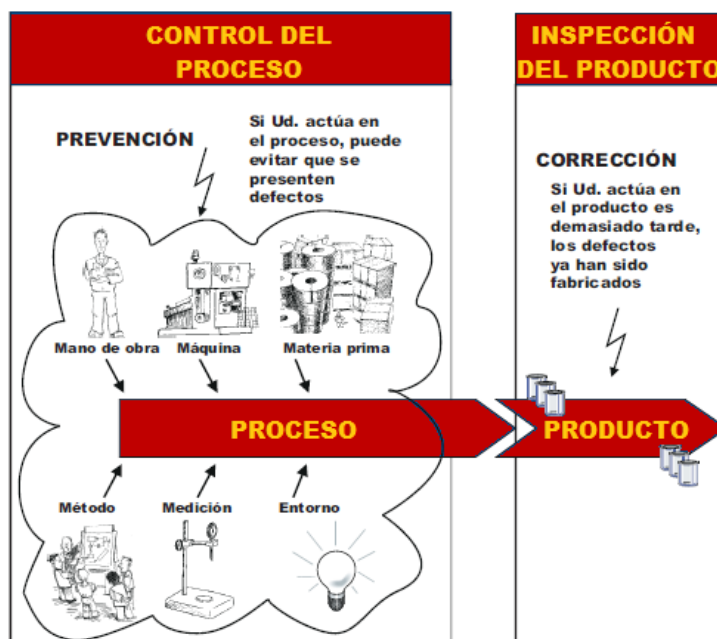 CONTROL DEL
PROCESO
PREVENCIÓN
Si Ud. actúa en
el proceso, puede
evitar que se
presenten
defectos
Mano de obra
Máquina
Materia prima
PROCESO
Método
Medición
Entorno
INSPECCIÓN
DEL PRODUCTO
CORRECCIÓN
Si Ud. actúa en
el producto es
demasiado tarde,
los defectos
ya han sido
fabricados
PRODUCTO